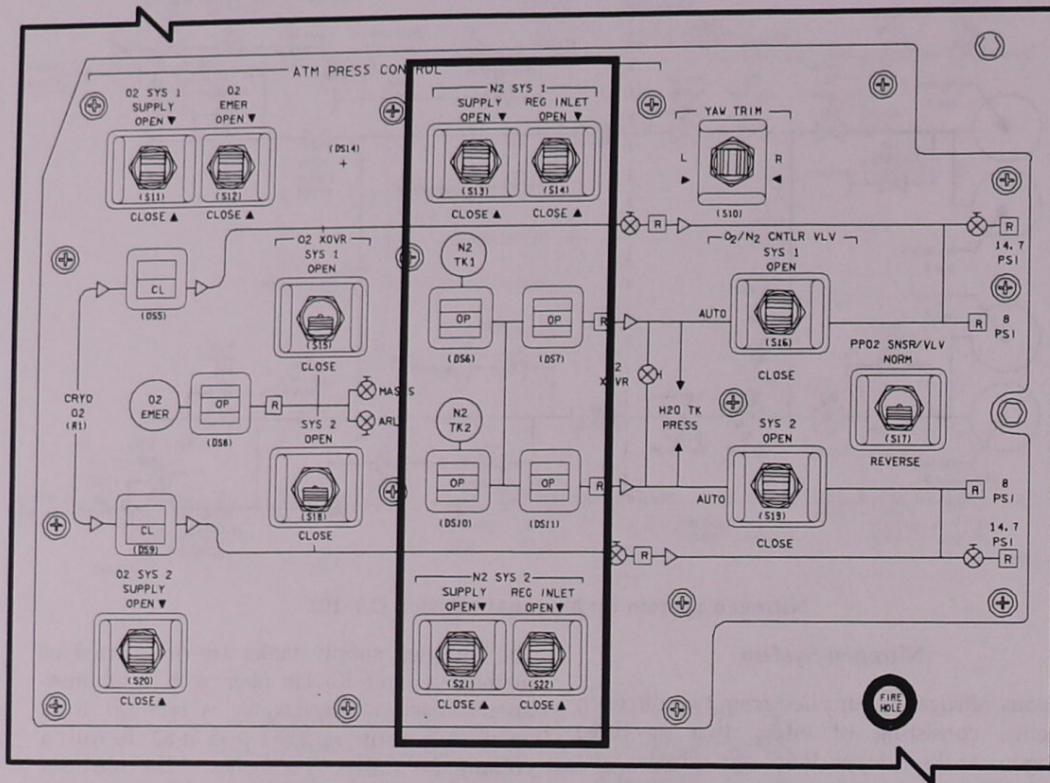 ATM PRESS CONTROL
O2 SYS 1
SUPPLY
OPEN ▼
(S11)
CLOSE ▲
O2
EMER
OPEN ▼
(S12)
CLOSE ▲
(DS14)
N2 SYS 1
SUPPLY
OPEN ▼
(S13)
CLOSE ▲
REG INLET
OPEN ▼
(S14)
CLOSE ▲
YAW TRIM
L
R
(S10)
CL
(DS5)
O2 XOVR
SYS 1
OPEN
(S15)
CLOSE
N2
TK1
OP
(DS6)
OP
(DS7)
R
R
R
14.7
PSI
O2/N2 CNTLR VLV
SYS 1
OPEN
AUTO
(S16)
CLOSE
R
8
PSI
PPO2 SNSR/VLV
NORM
(S17)
REVERSE
CRYO
O2
(R1)
O2
EMER
OP
(DS8)
R
SYS 2
OPEN
(S18)
CLOSE
N2
TK2
OP
(DS10)
OP
(DS11)
R
H2O TK
PRESS
SYS 2
OPEN
AUTO
(S19)
CLOSE
R
8
PSI
14.7
PSI
R
R
CL
(DS9)
O2 SYS 2
SUPPLY
OPEN ▼
(S20)
CLOSE ▲
N2 SYS 2
SUPPLY
OPEN ▼
(S21)
CLOSE ▲
REG INLET
OPEN ▼
(S22)
CLOSE ▲
FIRE
HOLE